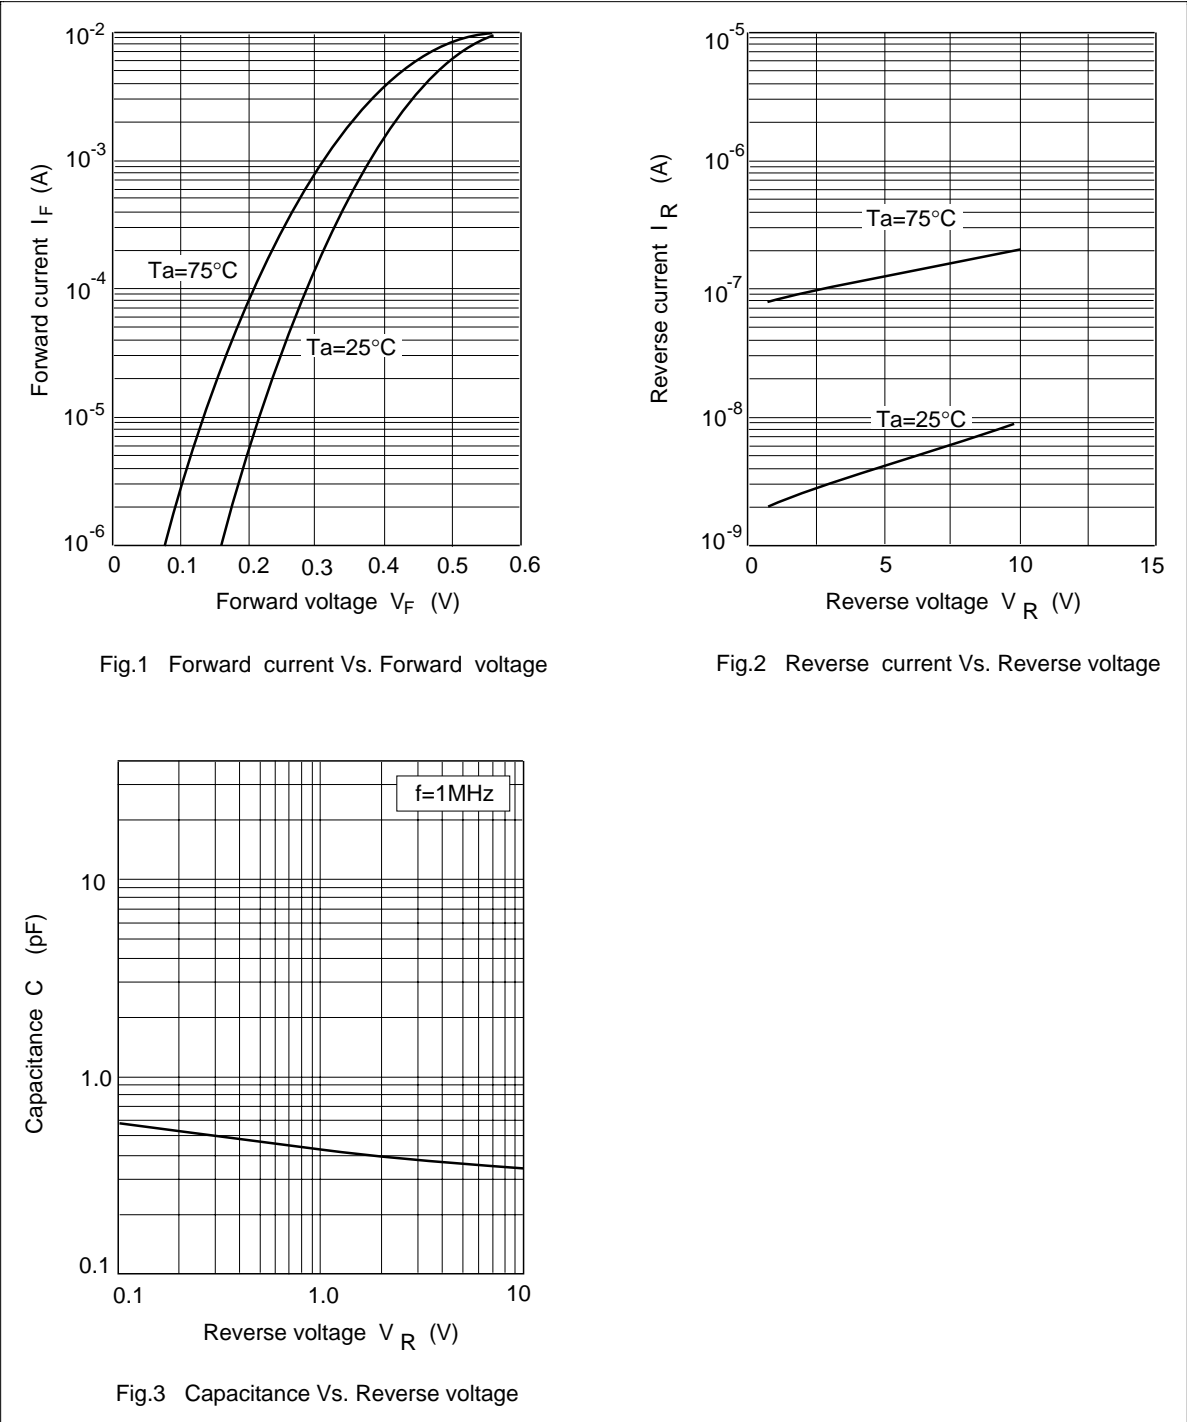 10-2
10-3
10-4
10-5
10-6
Forward current IF (A)
Ta=75°C
Ta=25°C
0 0.1 0.2 0.3 0.4 0.5 0.6
Forward voltage VF (V)
Fig.1 Forward current Vs. Forward voltage
10-5
10-6
10-7
10-8
10-9
Reverse current IR (A)
Ta=75°C
Ta=25°C
0 5 10 15
Reverse voltage VR (V)
Fig.2 Reverse current Vs. Reverse voltage
f=1MHz
10
1.0
0.1
Capacitance C (pF)
0.1 1.0 10
Reverse voltage VR (V)
Fig.3 Capacitance Vs. Reverse voltage